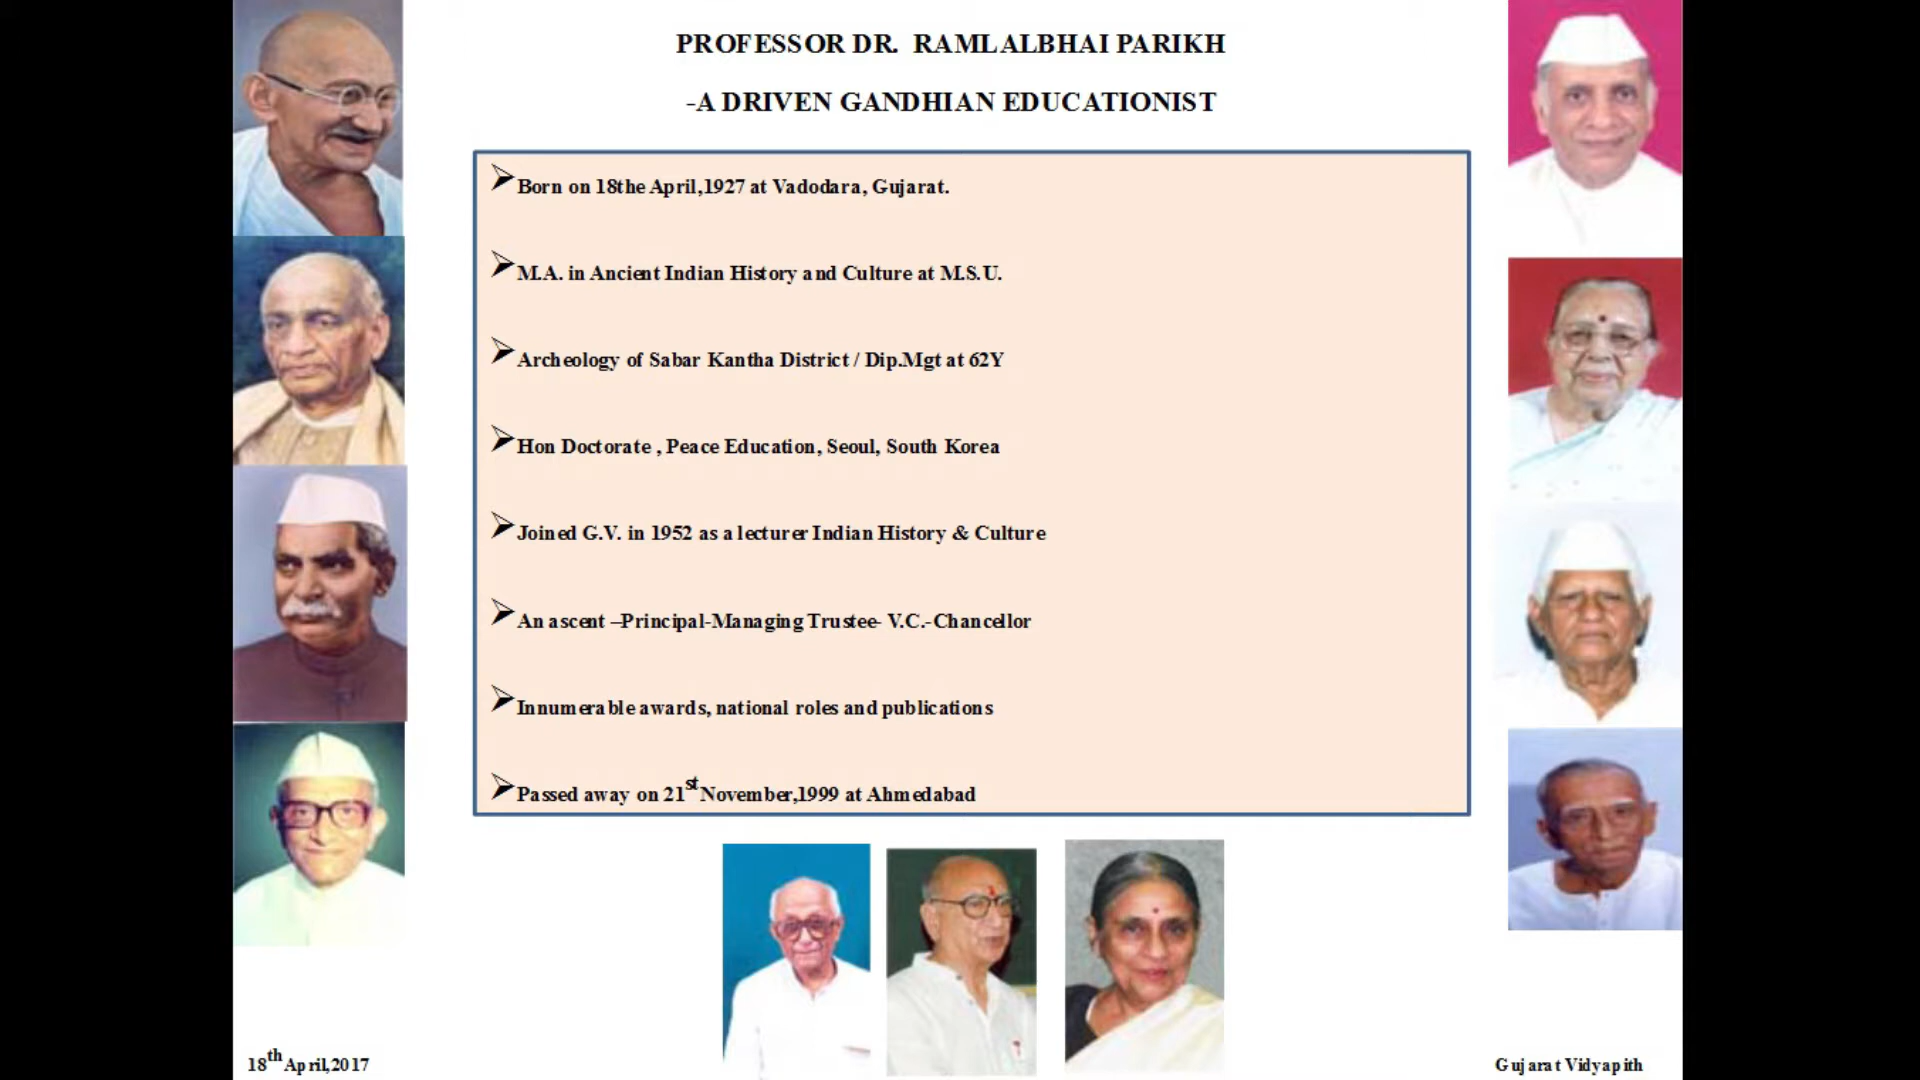 PROFESSOR DR. RAMLALBHAI PARIKH
-A DRIVEN GANDHIAN EDUCATIONIST
Born on 18the April,1927 at Vadodara, Gujarat.
M.A. in Ancient Indian History and Culture at M.S.U.
Archeology of Sabar Kantha District / Dip.Mgt at 62Y
Hon Doctorate , Peace Education, Seoul, South Korea
Joined G.V. in 1952 as a lecturer Indian History & Culture
An ascent –Principal-Managing Trustee- V.C.-Chancellor
Innumerable awards, national roles and publications
Passed away on 21st November,1999 at Ahmedabad
18th April,2017
Gujarat Vidyapith